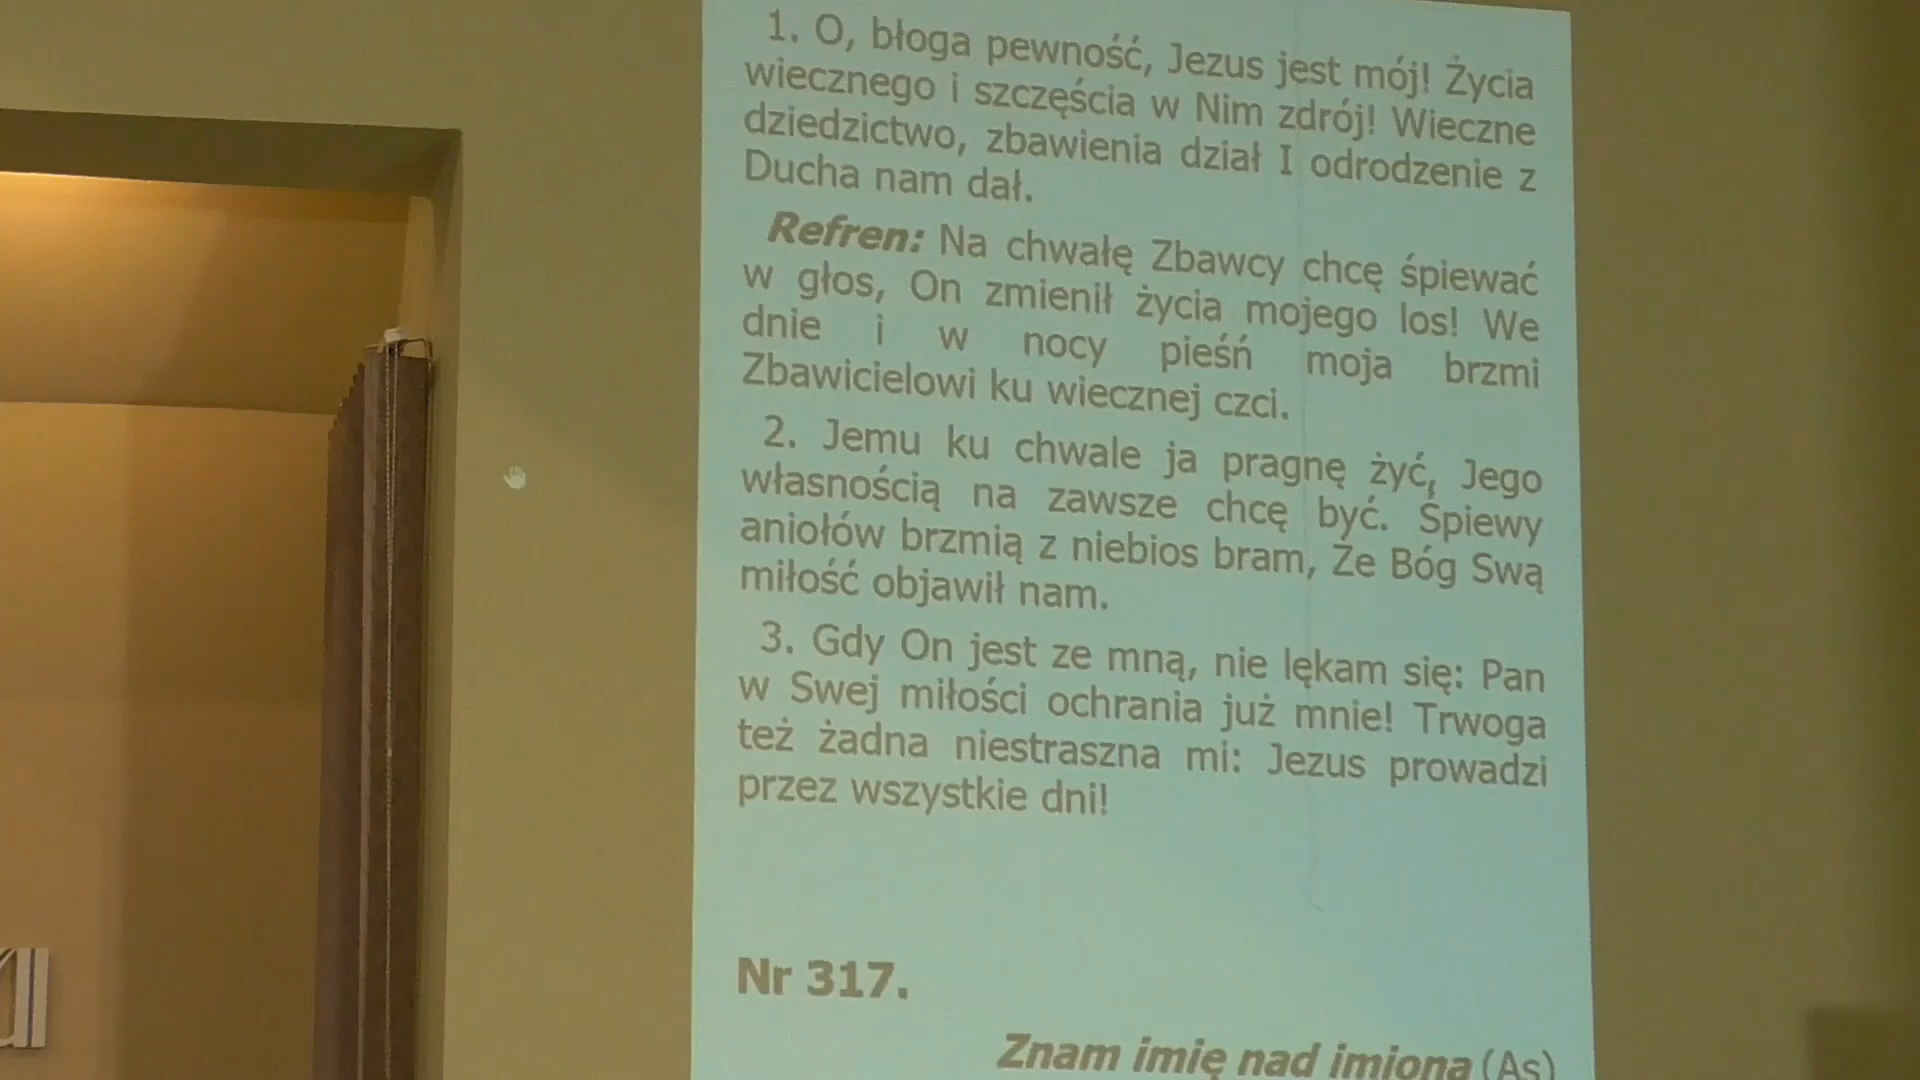 1. O, błoga pewność, Jezus jest mój! Życia
wiecznego i szczęścia w Nim zdrój! Wieczne
dziedzictwo, zbawienia dział I odrodzenie z
Ducha nam dał.
Refren: Na chwałę Zbawcy chcę śpiewać
w głos, On zmienił życia mojego los! We
dnie i w nocy pieśń moja brzmi
Zbawicielowi ku wiecznej czci.
2. Jemu ku chwale ja pragnę żyć, Jego
własnością na zawsze chcę być. Śpiewy
aniołów brzmią z niebios bram, Że Bóg Swą
miłość objawił nam.
3. Gdy On jest ze mną, nie lękam się: Pan
w Swej miłości ochrania już mnie! Trwoga
też żadna niestraszna mi: Jezus prowadzi
przez wszystkie dni!
Nr 317.
Znam imię nad imiona (As)